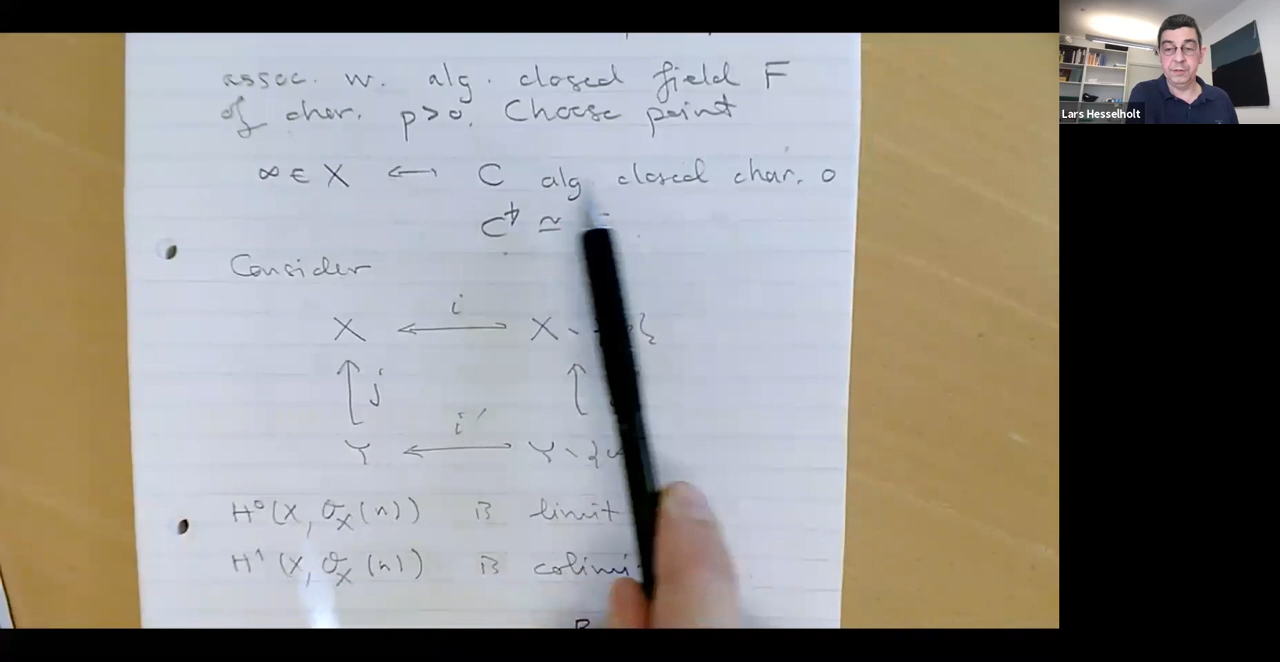 assoc. w. alg. closed field F
of char. p>0. Choose point
∞ ∈ X ⟷ C alg closed char. 0
C♭ ≅
Consider
X ← i X \
↑ j ↑
Y ← i' Y \ {
H⁰(X, O_X(n)) is limit
H¹(X, O_X(n)) is
Lars Hesselholt